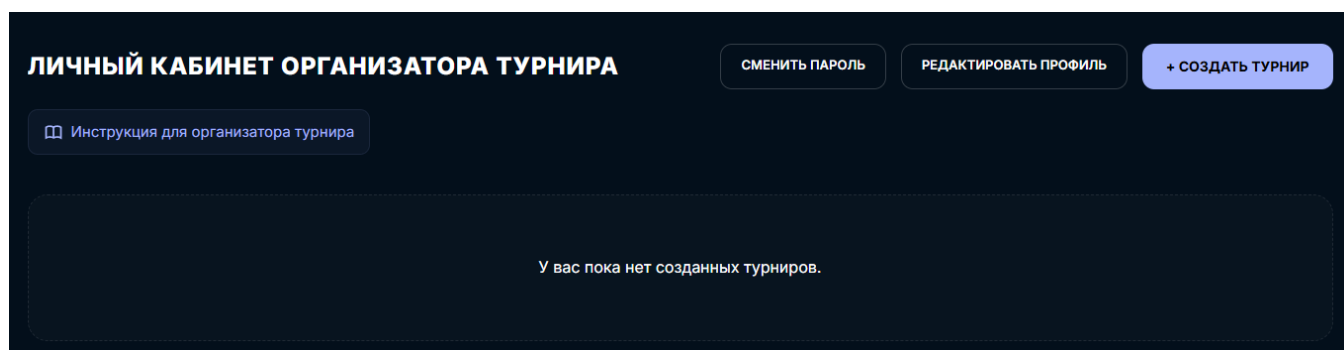 ЛИЧНЫЙ КАБИНЕТ ОРГАНИЗАТОРА ТУРНИРА
СМЕНИТЬ ПАРОЛЬ
РЕДАКТИРОВАТЬ ПРОФИЛЬ
+ СОЗДАТЬ ТУРНИР
Инструкция для организатора турнира
У вас пока нет созданных турниров.